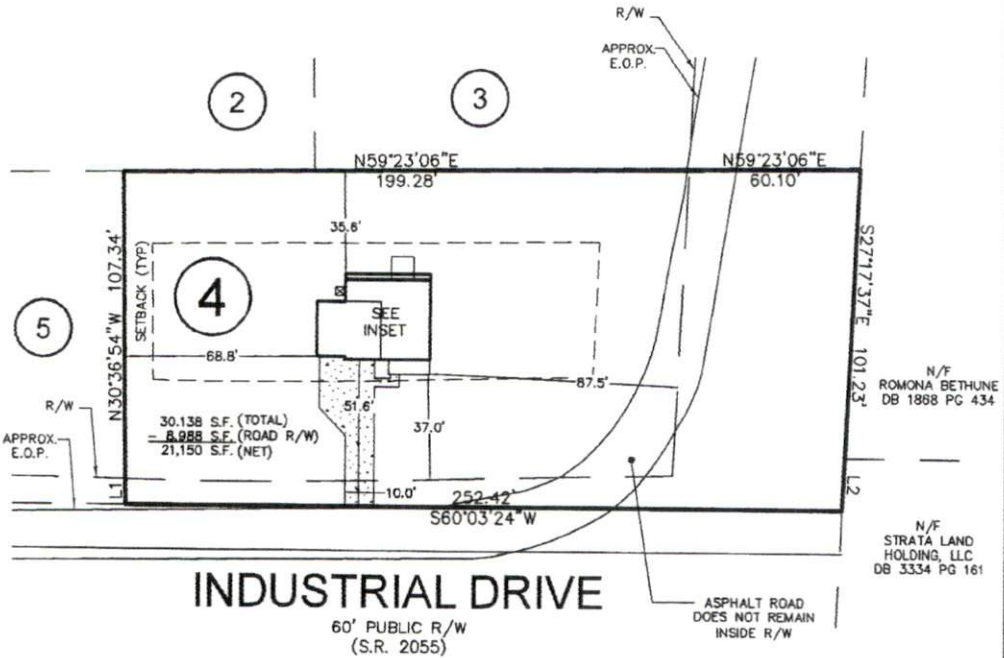 R/W
APPROX.
E.O.P.
2
3
N59°23'06"E
199.28'
N59°23'06"E
60.10'
35.6'
N30°36'54"W 107.34'
SETBACK (TYP)
4
SEE
INSET
S27°17'37"E 101.23'
5
68.8'
87.5'
51.6'
37.0'
N/F
ROMONA BETHUNE
DB 1868 PG 434
R/W
APPROX.
E.O.P.
30.138 S.F. (TOTAL)
- 8,988 S.F. (ROAD R/W)
21,150 S.F. (NET)
L1
10.0'
252.42'
S60°03'24"W
L2
N/F
STRATA LAND
HOLDING, LLC
DB 3334 PG 161
INDUSTRIAL DRIVE
60' PUBLIC R/W
(S.R. 2055)
ASPHALT ROAD
DOES NOT REMAIN
INSIDE R/W